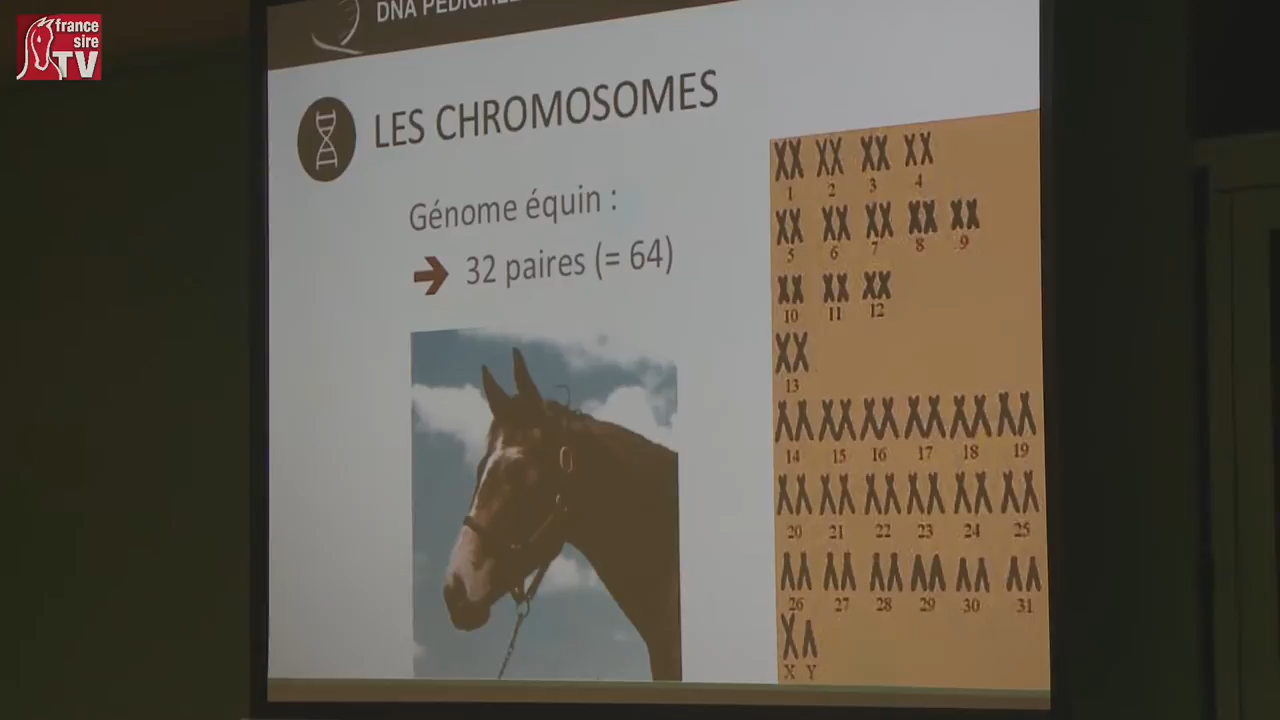 france
sire
TV
DNA
LES CHROMOSOMES
Génome équin :
32 paires (= 64)
1 2 3 4
5 6 7 8 9
10 11 12
13
14 15 16 17 18 19
20 21 22 23 24 25
26 27 28 29 30 31
X Y